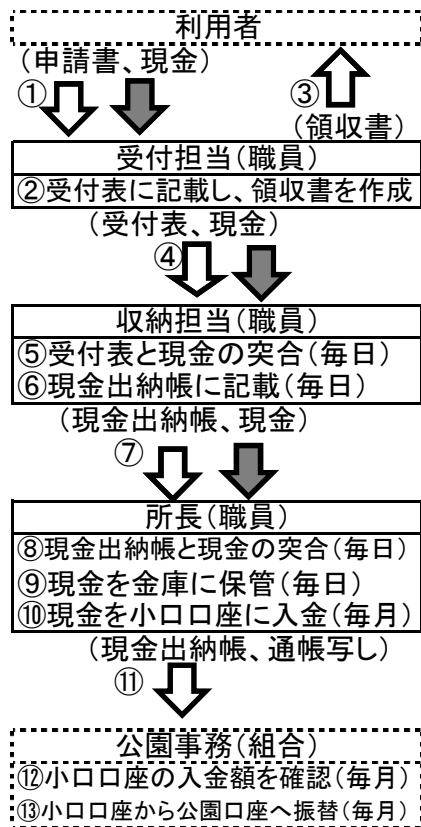 利用者
(申請書、現金)
① ③
(領収書)
受付担当(職員)
②受付表に記載し、領収書を作成
(受付表、現金)
④
収納担当(職員)
⑤受付表と現金の突合(毎日)
⑥現金出納帳に記載(毎日)
(現金出納帳、現金)
⑦
所長(職員)
⑧現金出納帳と現金の突合(毎日)
⑨現金を金庫に保管(毎日)
⑩現金を小口口座に入金(毎月)
(現金出納帳、通帳写し)
⑪
公園事務(組合)
⑫小口口座の入金額を確認(毎月)
⑬小口口座から公園口座へ振替(毎月)